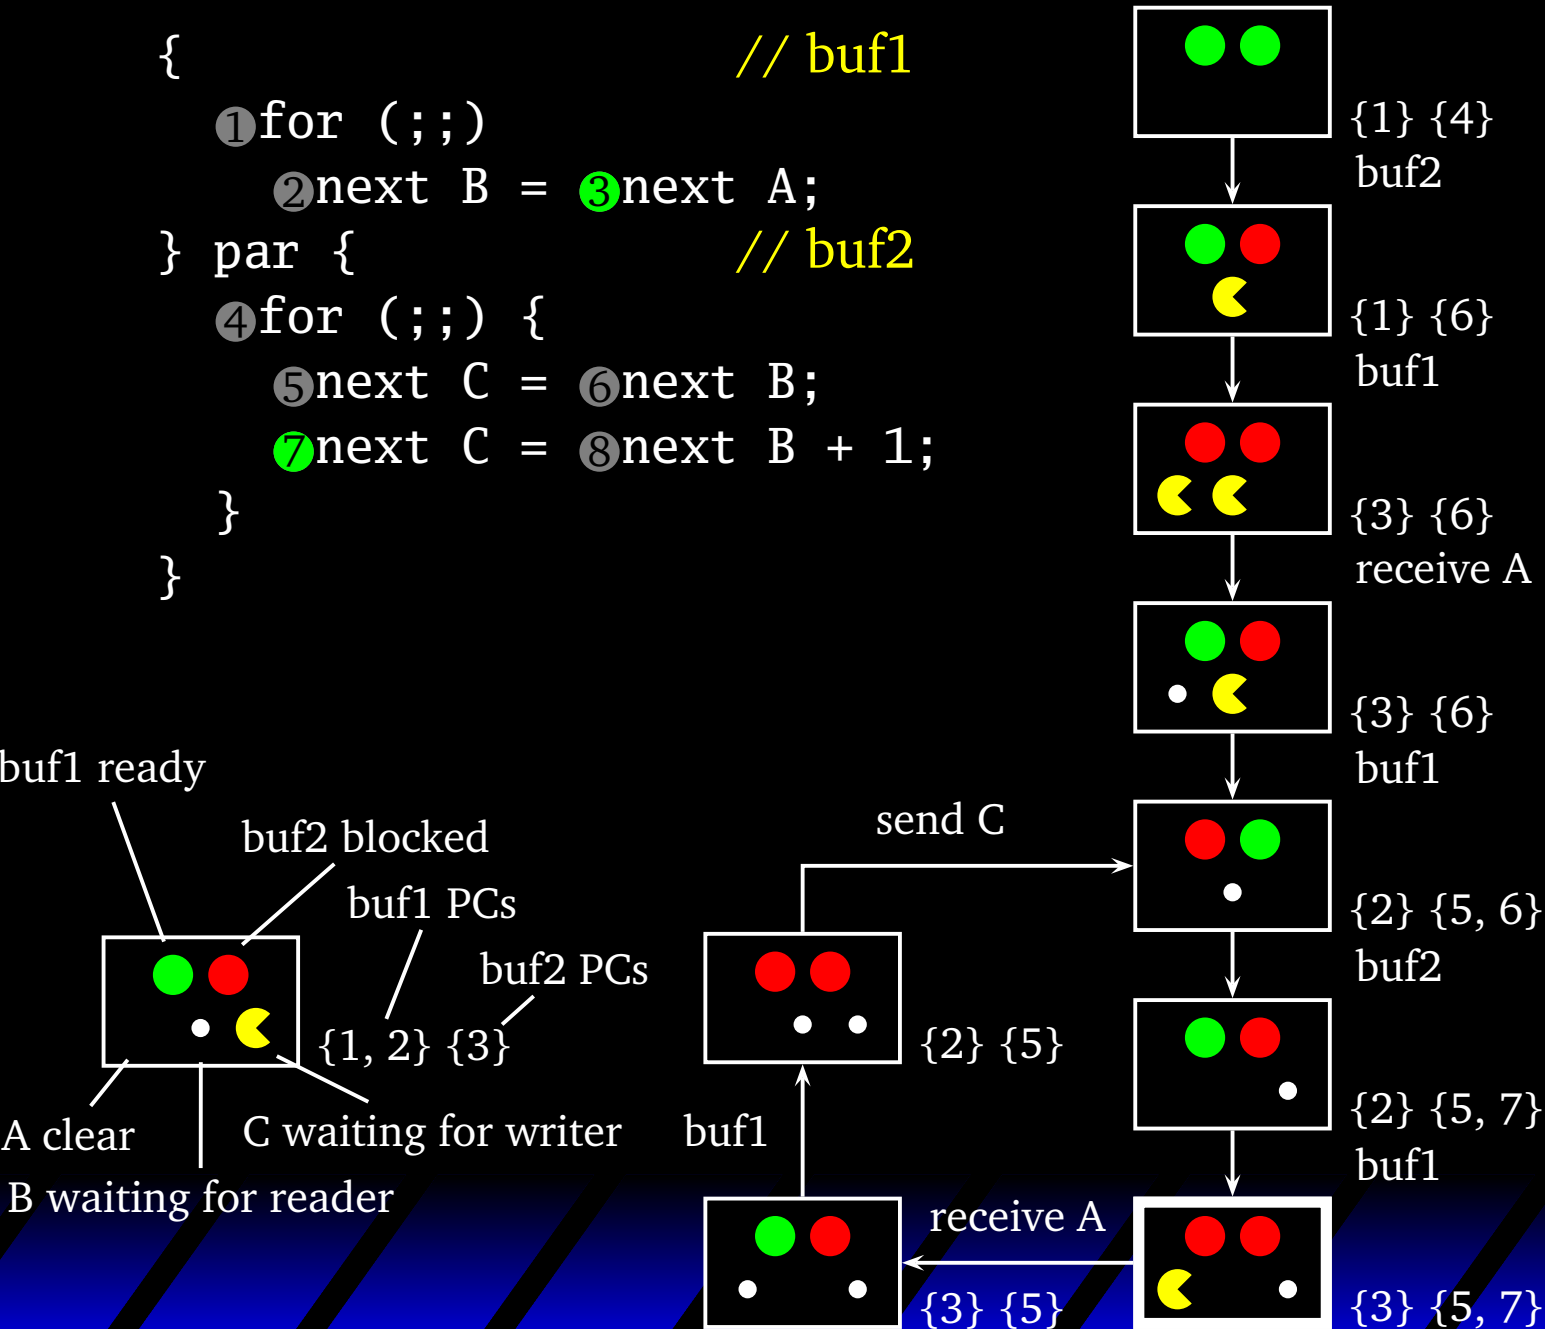 { // buf1
1for (;;)
2next B = 3next A;
} par { // buf2
4for (;;) {
5next C = 6next B;
7next C = 8next B + 1;
}
}
{1} {4}
buf2
{1} {6}
buf1
{3} {6}
receive A
{3} {6}
buf1
{2} {5, 6}
buf2
{2} {5, 7}
buf1
{3} {5, 7}
receive A
{3} {5}
buf1
{2} {5}
send C
buf1 ready
buf2 blocked
buf1 PCs
buf2 PCs
{1, 2} {3}
A clear
C waiting for writer
B waiting for reader